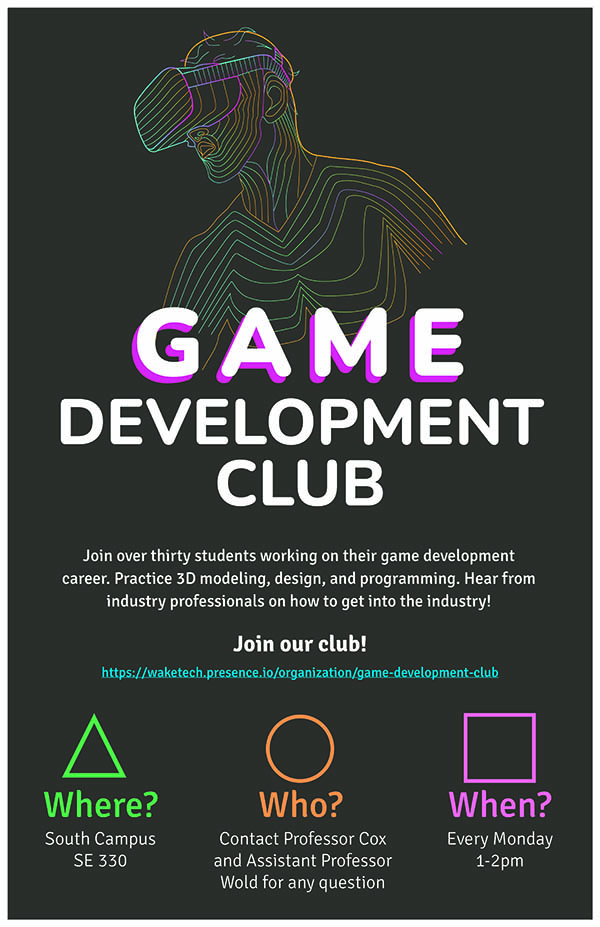 GAME
DEVELOPMENT
CLUB
Join over thirty students working on their game development
career. Practice 3D modeling, design, and programming. Hear from
industry professionals on how to get into the industry!
Join our club!
https://waketech.presence.io/organization/game-development-club
Where?
South Campus
SE 330
Who?
Contact Professor Cox
and Assistant Professor
Wold for any question
When?
Every Monday
1-2pm